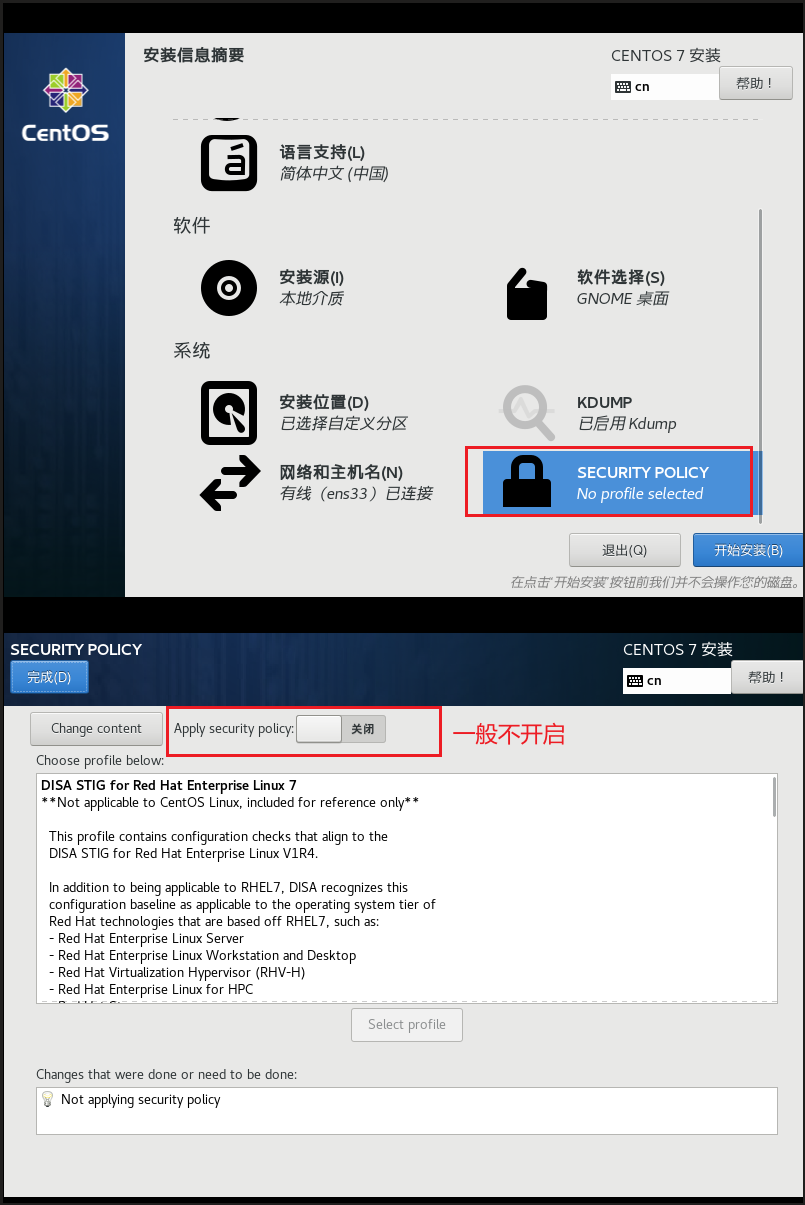 安装信息摘要
CENTOS 7 安装
cn
帮助！
CentOS
语言支持(L)
简体中文 (中国)
软件
安装源(I)
本地介质
软件选择(S)
GNOME 桌面
系统
安装位置(D)
已选择自定义分区
KDUMP
已启用 Kdump
网络和主机名(N)
有线（ens33）已连接
SECURITY POLICY
No profile selected
退出(Q)
开始安装(B)
在点击"开始安装"按钮前我们并不会操作您的磁盘。
SECURITY POLICY
CENTOS 7 安装
完成(D)
cn
帮助！
Change content
Apply security policy:
关闭
一般不开启
Choose profile below:
DISA STIG for Red Hat Enterprise Linux 7
**Not applicable to CentOS Linux, included for reference only**
This profile contains configuration checks that align to the
DISA STIG for Red Hat Enterprise Linux V1R4.
In addition to being applicable to RHEL7, DISA recognizes this
configuration baseline as applicable to the operating system tier of
Red Hat technologies that are based off RHEL7, such as:
- Red Hat Enterprise Linux Server
- Red Hat Enterprise Linux Workstation and Desktop
- Red Hat Virtualization Hypervisor (RHV-H)
- Red Hat Enterprise Linux for HPC
Select profile
Changes that were done or need to be done:
Not applying security policy